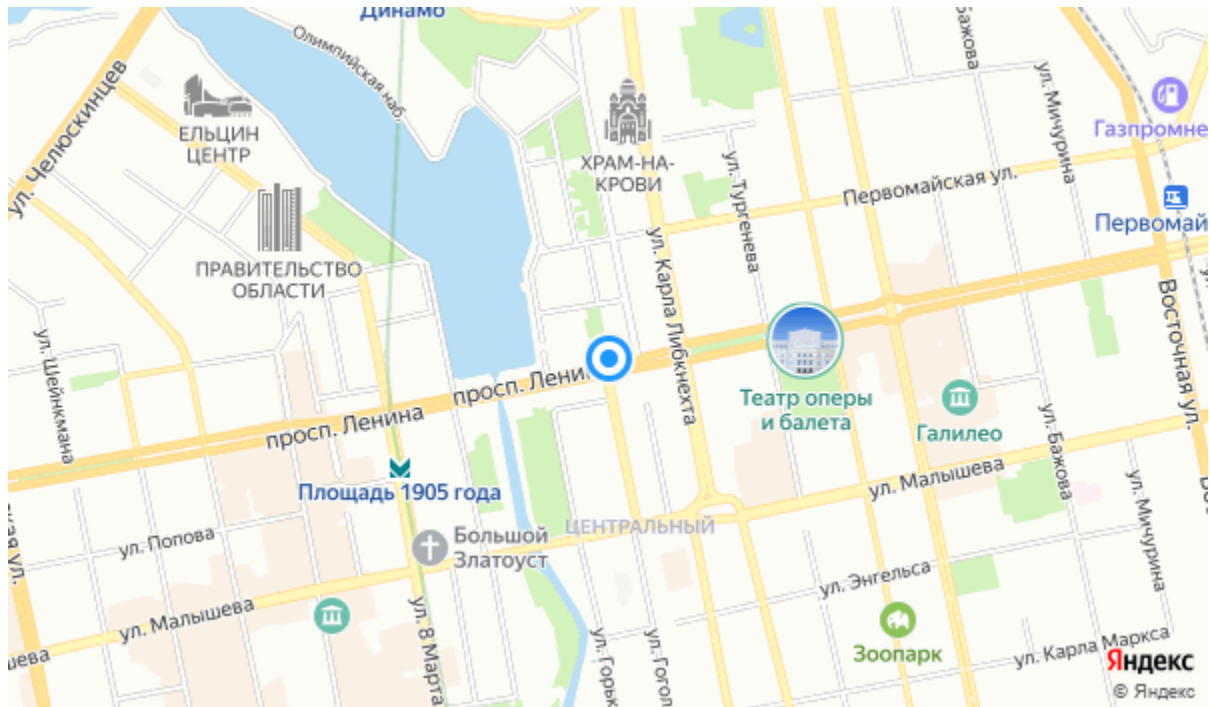 Динамо
Олимпийская наб.
ул. Бажова
ул. Мичурина
ул. Челюскинцев
ЕЛЬЦИН
ЦЕНТР
ХРАМ-НА-
КРОВИ
Газпромне
ул. Тургенева
Первомайская ул.
Первомай
ПРАВИТЕЛЬСТВО
ОБЛАСТИ
ул. Карла Либкнехта
Восточная ул.
ул. Шейнкмана
просп. Ленина
просп. Ленина
Театр оперы
и балета
Галилео
ул. Бажова
ул. Малышева
Площадь 1905 года
ЦЕНТРАЛЬНЫЙ
Большой
Златоуст
ул. Попова
ул. Мичурина
ул. Энгельса
ул. Малышева
ул. 8 Марта
ул. Горьк
ул. Гогол
Зоопарк
ул. Карла Маркса
Яндекс
© Яндекс